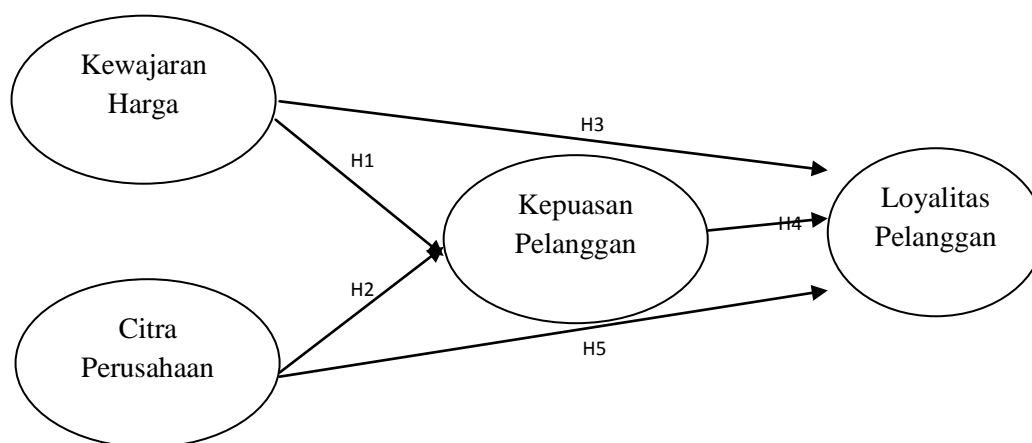 Kewajaran
Harga
H3
H1
Kepuasan
Pelanggan
Loyalitas
Pelanggan
H4
H2
Citra
Perusahaan
H5